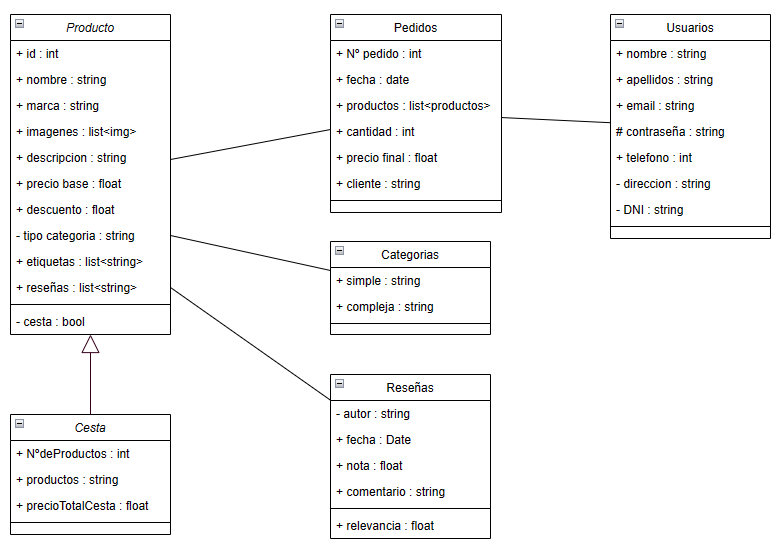 Producto
+ id : int
+ nombre : string
+ marca : string
+ imagenes : list<img>
+ descripcion : string
+ precio base : float
+ descuento : float
- tipo categoria : string
+ etiquetas : list<string>
+ reseñas : list<string>
- cesta : bool
Cesta
+ NºdeProductos : int
+ productos : string
+ precioTotalCesta : float
Pedidos
+ Nº pedido : int
+ fecha : date
+ productos : list<productos>
+ cantidad : int
+ precio final : float
+ cliente : string
Categorias
+ simple : string
+ compleja : string
Reseñas
- autor : string
+ fecha : Date
+ nota : float
+ comentario : string
+ relevancia : float
Usuarios
+ nombre : string
+ apellidos : string
+ email : string
# contraseña : string
+ telefono : int
- direccion : string
- DNI : string